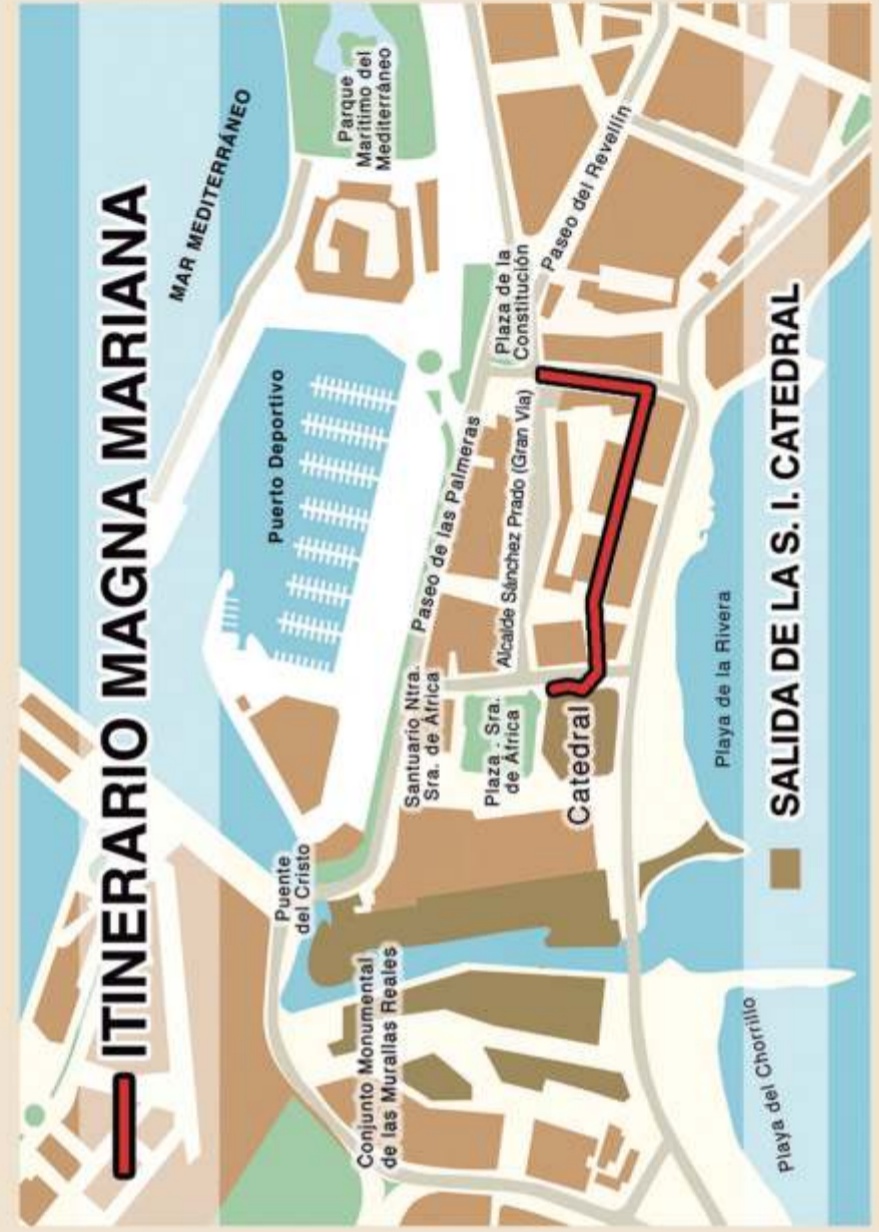 ITINERARIO MAGNA MARIANA
MAR MEDITERRÁNEO
Parque
Marítimo del
Mediterráneo
Puerto Deportivo
Puente
del Cristo
Paseo de las Palmeras
Plaza de la
Constitución
Paseo del Revellín
Santuario Ntra.
Sra. de África
Alcalde Sánchez Prado (Gran Vía)
Plaza . Sra.
de África
Catedral
Conjunto Monumental
de las Murallas Reales
Playa de la Rivera
Playa del Chorrillo
SALIDA DE LA S. I. CATEDRAL